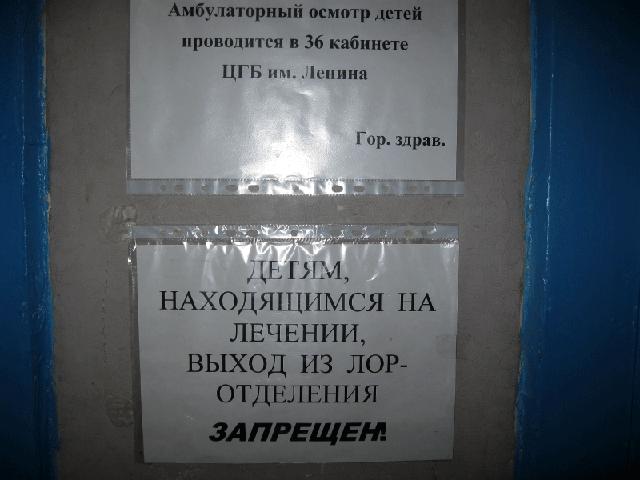 Амбулаторный осмотр детей
проводится в 36 кабинете
ЦГБ им. Ленина
Гор. здрав.
ДЕТЯМ,
НАХОДЯЩИМСЯ НА
ЛЕЧЕНИИ,
ВЫХОД ИЗ ЛОР-
ОТДЕЛЕНИЯ
ЗАПРЕЩЕН!